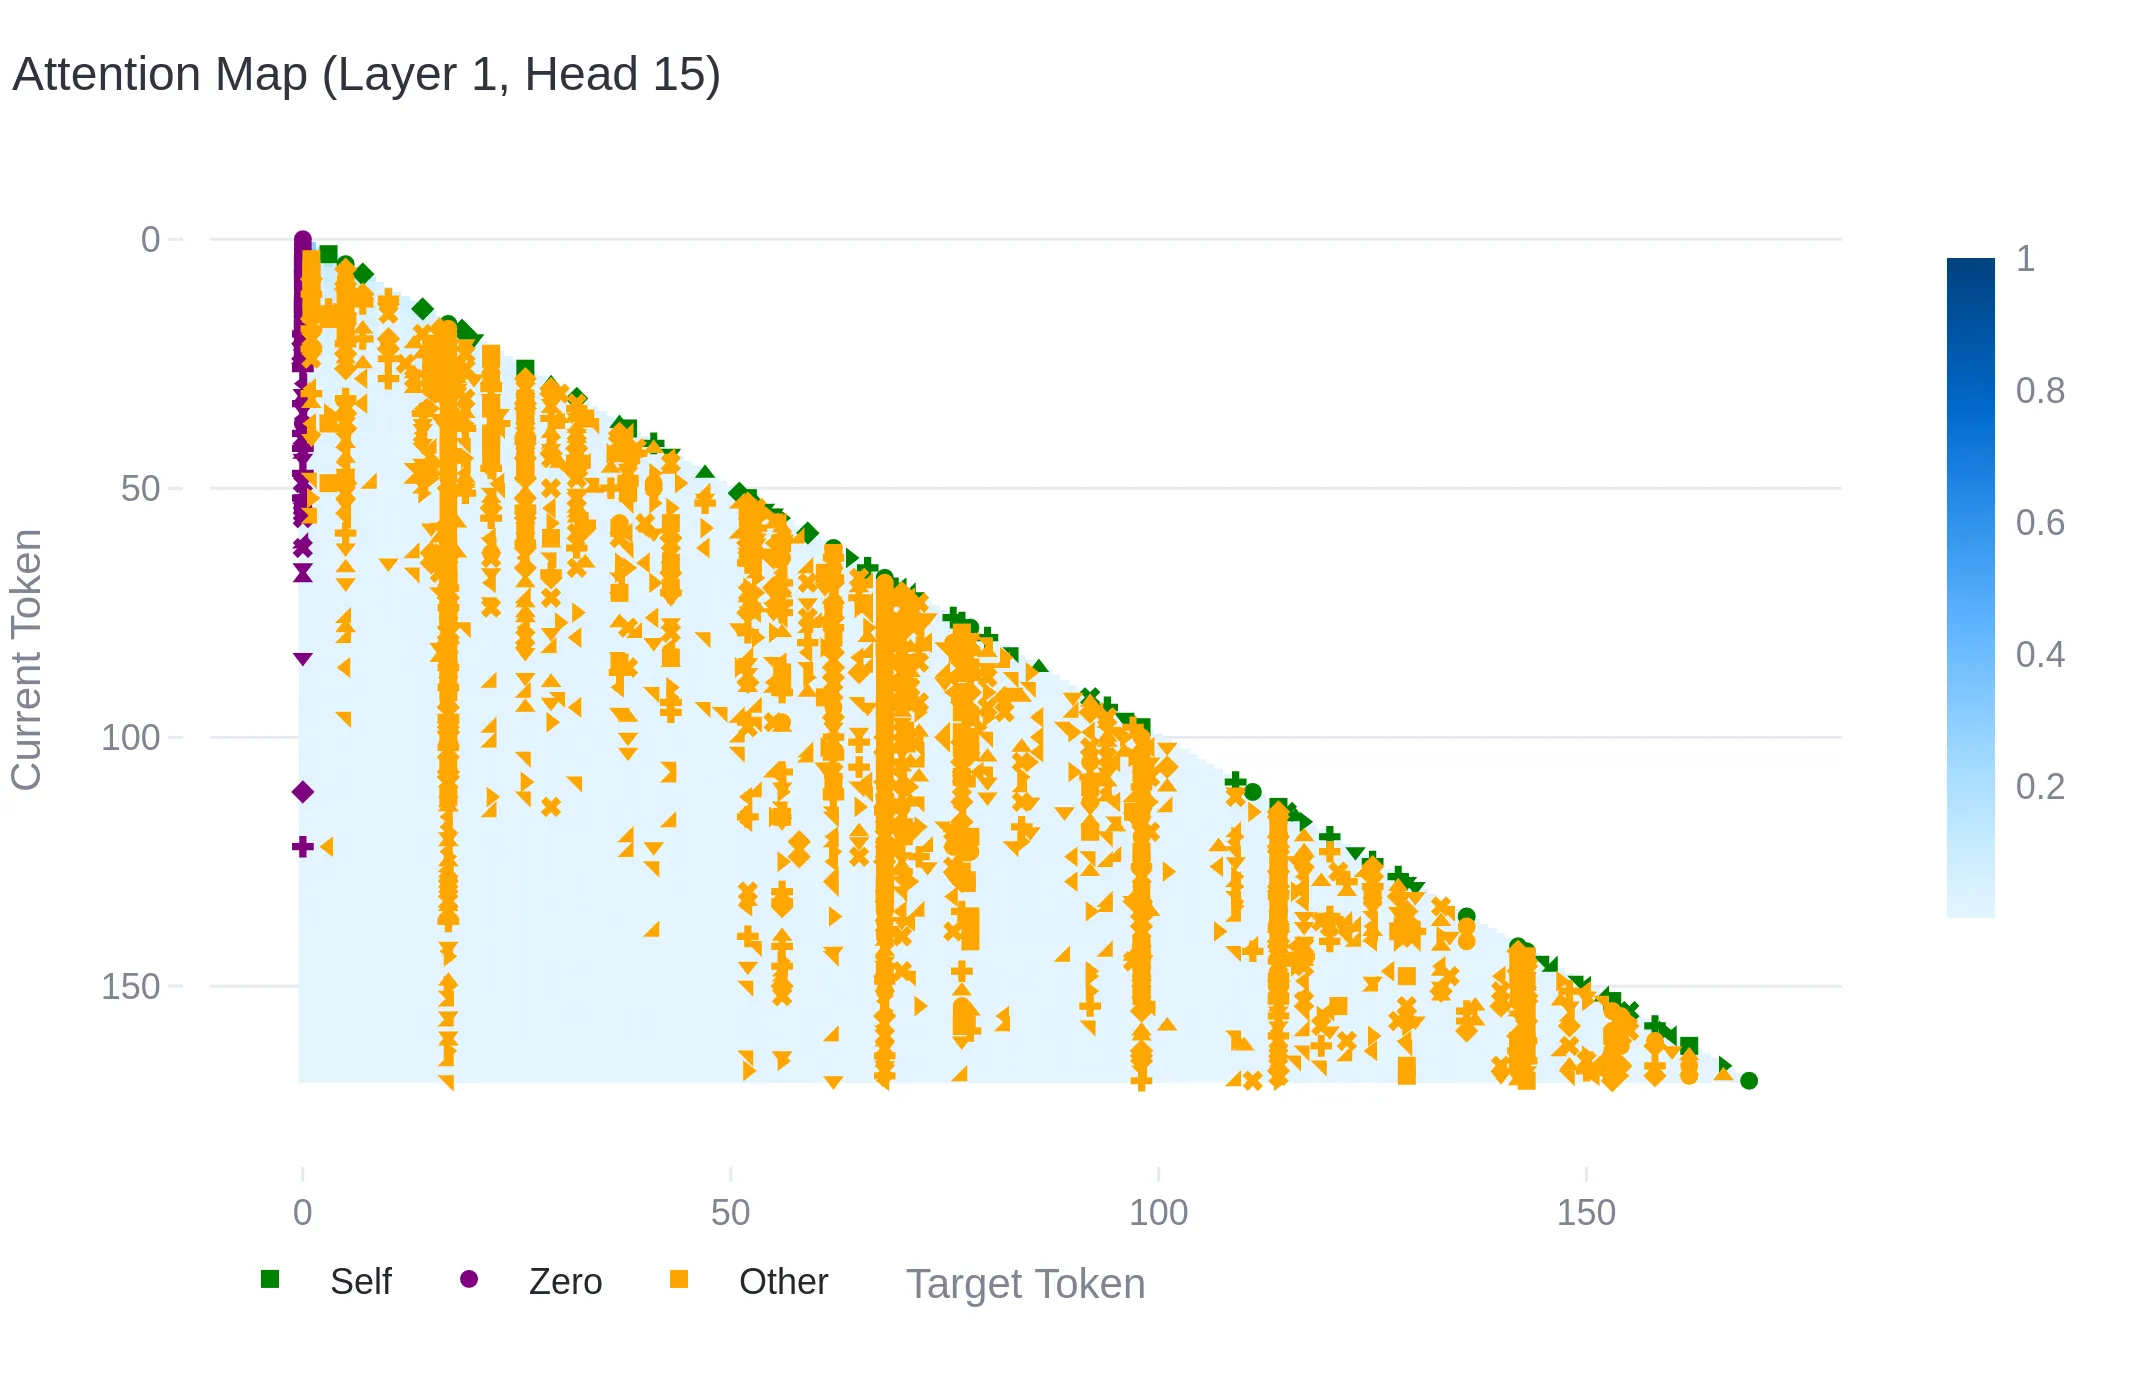 Attention Map (Layer 1, Head 15)
0
50
100
150
Current Token
1
0.8
0.6
0.4
0.2
0 50 100 150
Self Zero Other Target Token